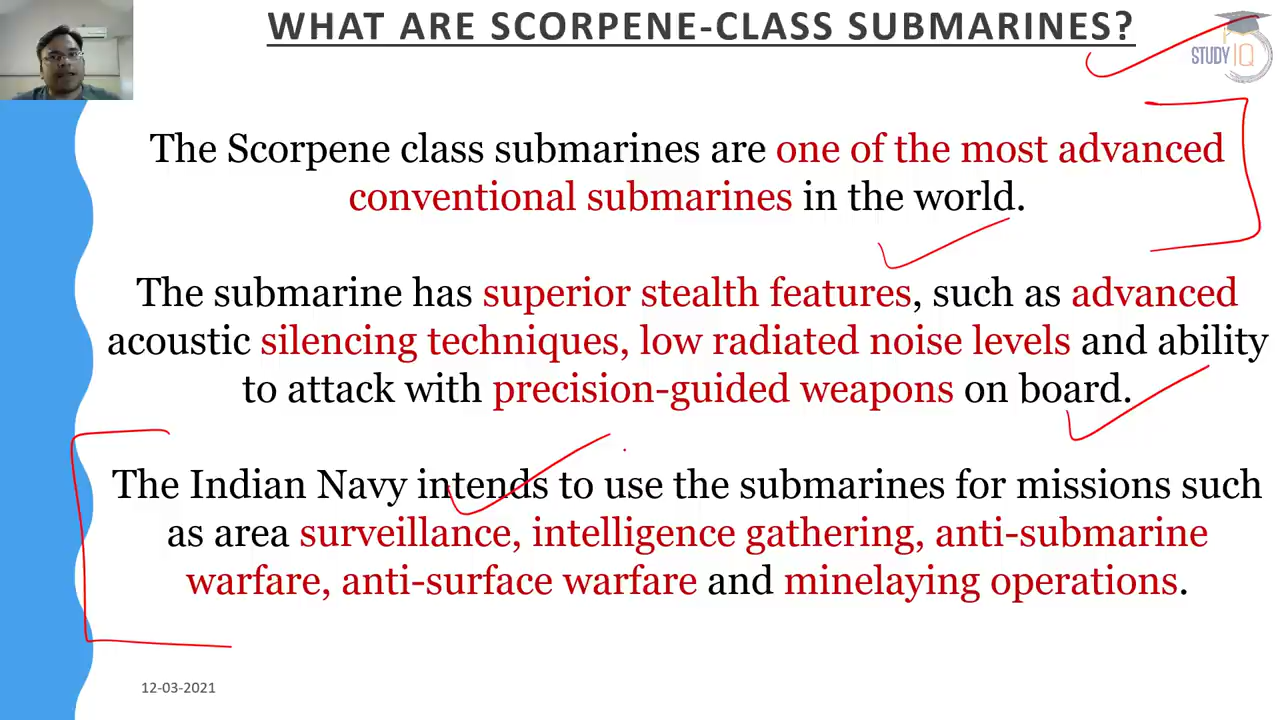 WHAT ARE SCORPENE-CLASS SUBMARINES?
STUDY IQ
The Scorpene class submarines are one of the most advanced
conventional submarines in the world.
The submarine has superior stealth features, such as advanced
acoustic silencing techniques, low radiated noise levels and ability
to attack with precision-guided weapons on board.
The Indian Navy intends to use the submarines for missions such
as area surveillance, intelligence gathering, anti-submarine
warfare, anti-surface warfare and minelaying operations.
12-03-2021